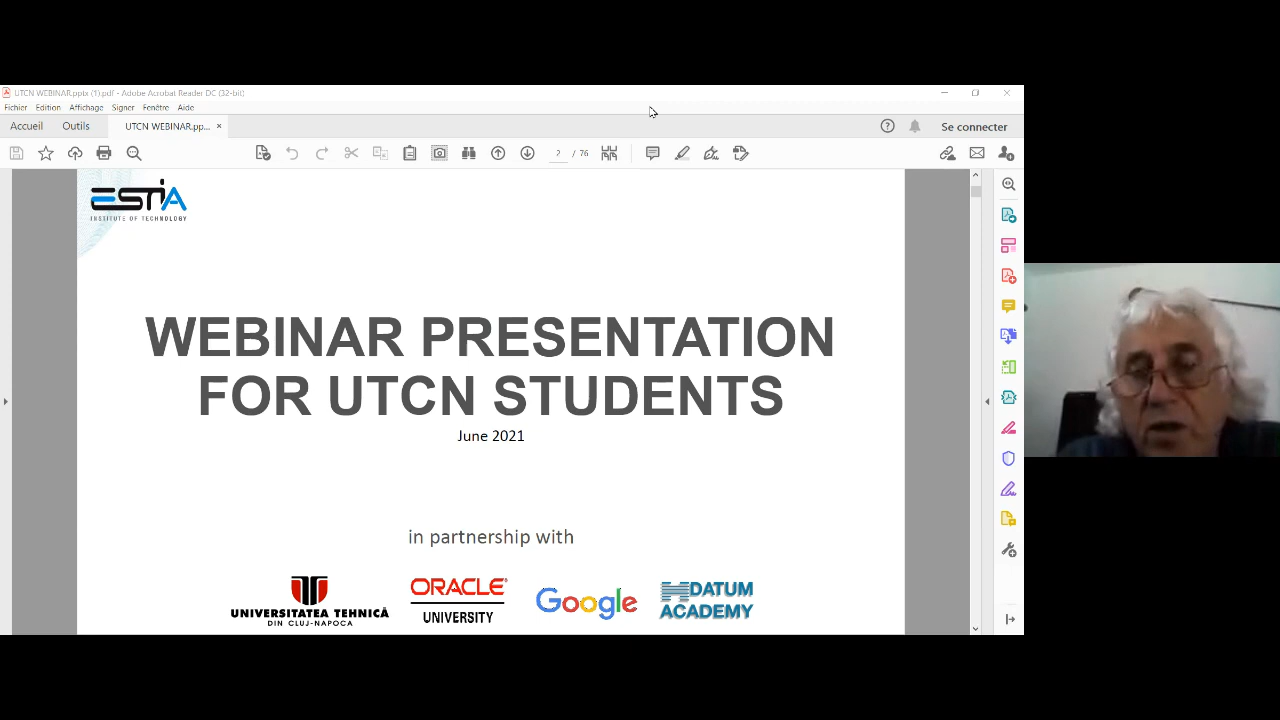 UTCN WEBINAR.pptx (1).pdf - Adobe Acrobat Reader DC (32-bit)
Fichier Edition Affichage Signer Fenêtre Aide
Accueil Outils UTCN WEBINAR.pp... × Se connecter
2 / 76
ESTIA
INSTITUTE OF TECHNOLOGY
WEBINAR PRESENTATION
FOR UTCN STUDENTS
June 2021
in partnership with
UNIVERSITATEA TEHNICĂ
DIN CLUJ-NAPOCA
ORACLE
UNIVERSITY
Google
DATUM
ACADEMY